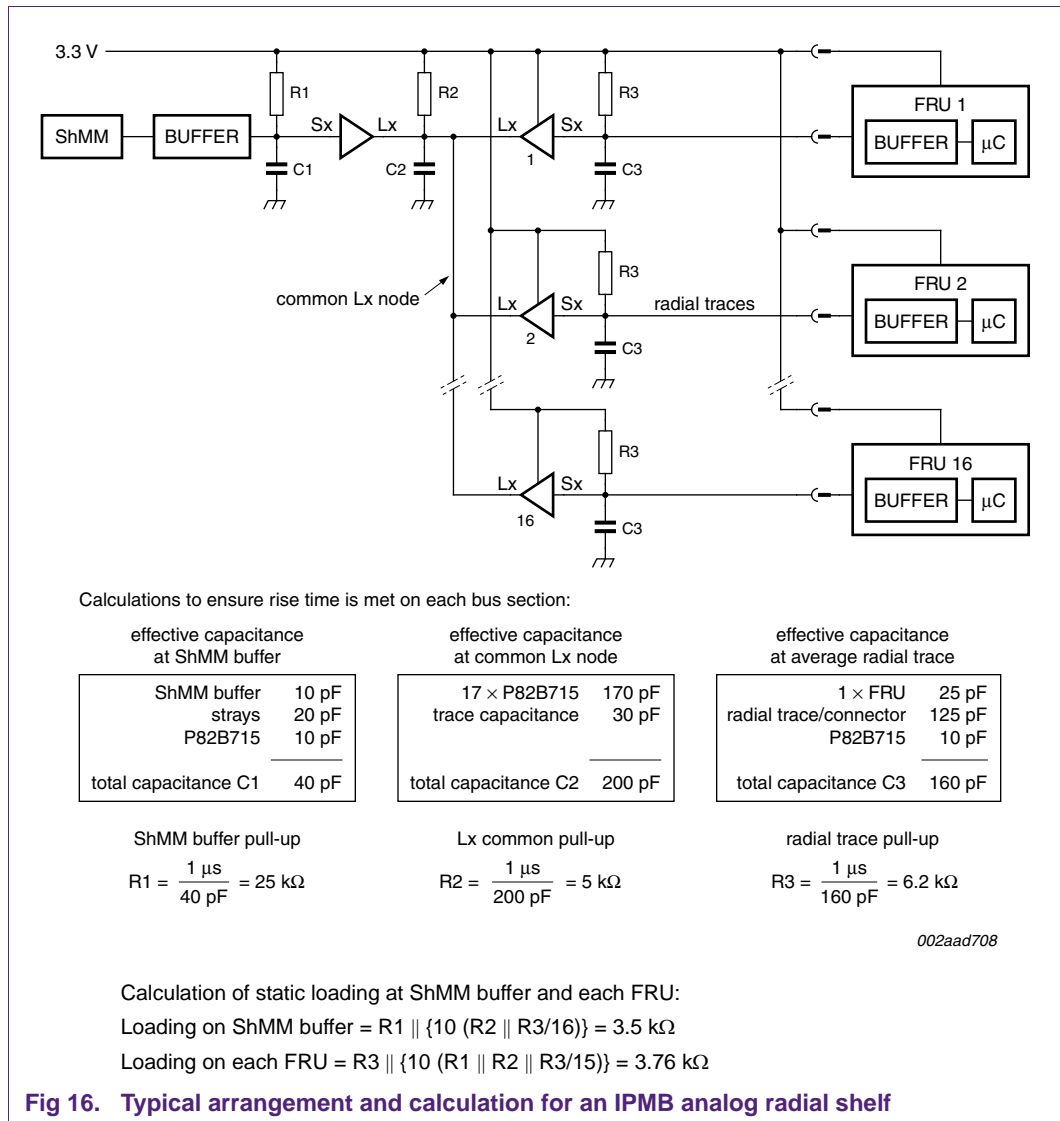 3.3 V
R1
R2
R3
FRU 1
ShMM
BUFFER
Sx
Lx
Lx
Sx
BUFFER
μC
1
C1
C2
C3
R3
FRU 2
common Lx node
Lx
Sx
radial traces
BUFFER
μC
2
C3
R3
FRU 16
Lx
Sx
BUFFER
μC
16
C3
Calculations to ensure rise time is met on each bus section:
effective capacitance
at ShMM buffer
ShMM buffer 10 pF
strays 20 pF
P82B715 10 pF
total capacitance C1 40 pF
ShMM buffer pull-up
R1 = 1 μs / 40 pF = 25 kΩ
effective capacitance
at common Lx node
17 × P82B715 170 pF
trace capacitance 30 pF
total capacitance C2 200 pF
Lx common pull-up
R2 = 1 μs / 200 pF = 5 kΩ
effective capacitance
at average radial trace
1 × FRU 25 pF
radial trace/connector 125 pF
P82B715 10 pF
total capacitance C3 160 pF
radial trace pull-up
R3 = 1 μs / 160 pF = 6.2 kΩ
002aad708
Calculation of static loading at ShMM buffer and each FRU:
Loading on ShMM buffer = R1 || {10 (R2 || R3/16)} = 3.5 kΩ
Loading on each FRU = R3 || {10 (R1 || R2 || R3/15)} = 3.76 kΩ
Fig 16. Typical arrangement and calculation for an IPMB analog radial shelf